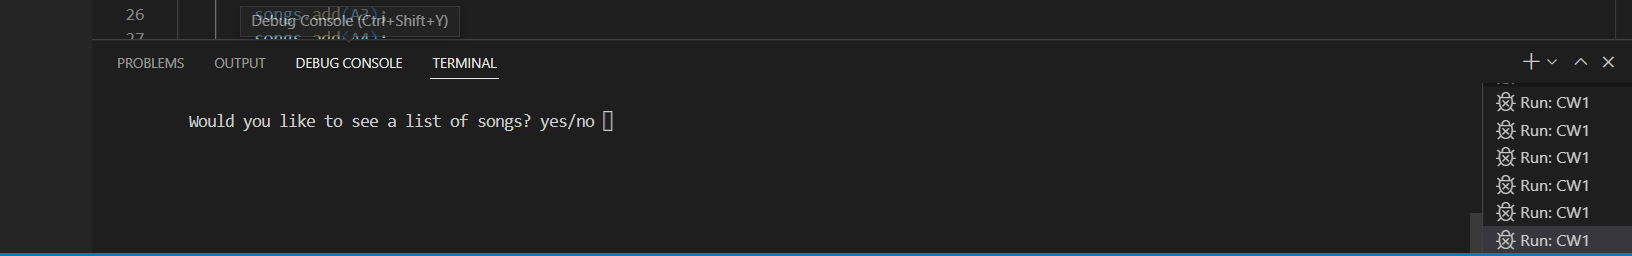 26 songs.add(A3);
Debug Console (Ctrl+Shift+Y)
27 songs.add(A4);
PROBLEMS OUTPUT DEBUG CONSOLE TERMINAL
Run: CW1
Would you like to see a list of songs? yes/no
Run: CW1
Run: CW1
Run: CW1
Run: CW1
Run: CW1